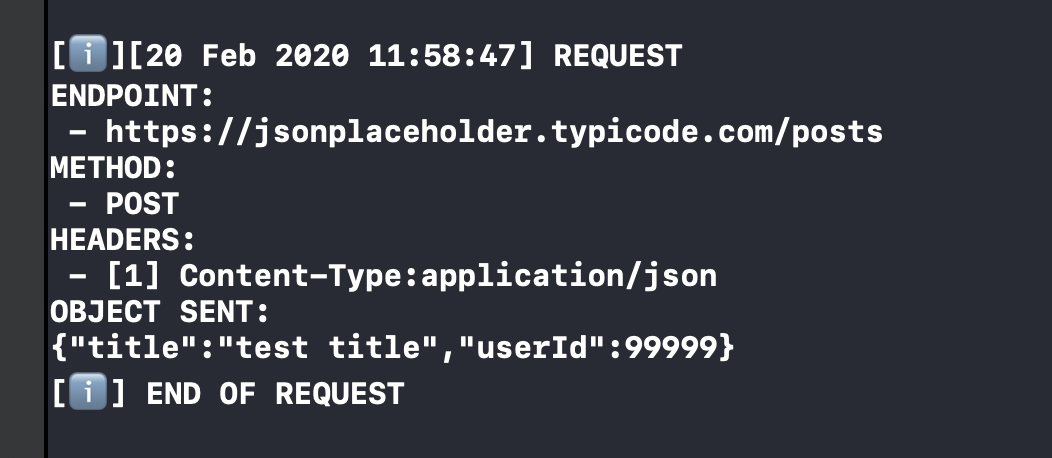 [ℹ️][20 Feb 2020 11:58:47] REQUEST
ENDPOINT:
- https://jsonplaceholder.typicode.com/posts
METHOD:
- POST
HEADERS:
- [1] Content-Type:application/json
OBJECT SENT:
{"title":"test title","userId":99999}
[ℹ️] END OF REQUEST